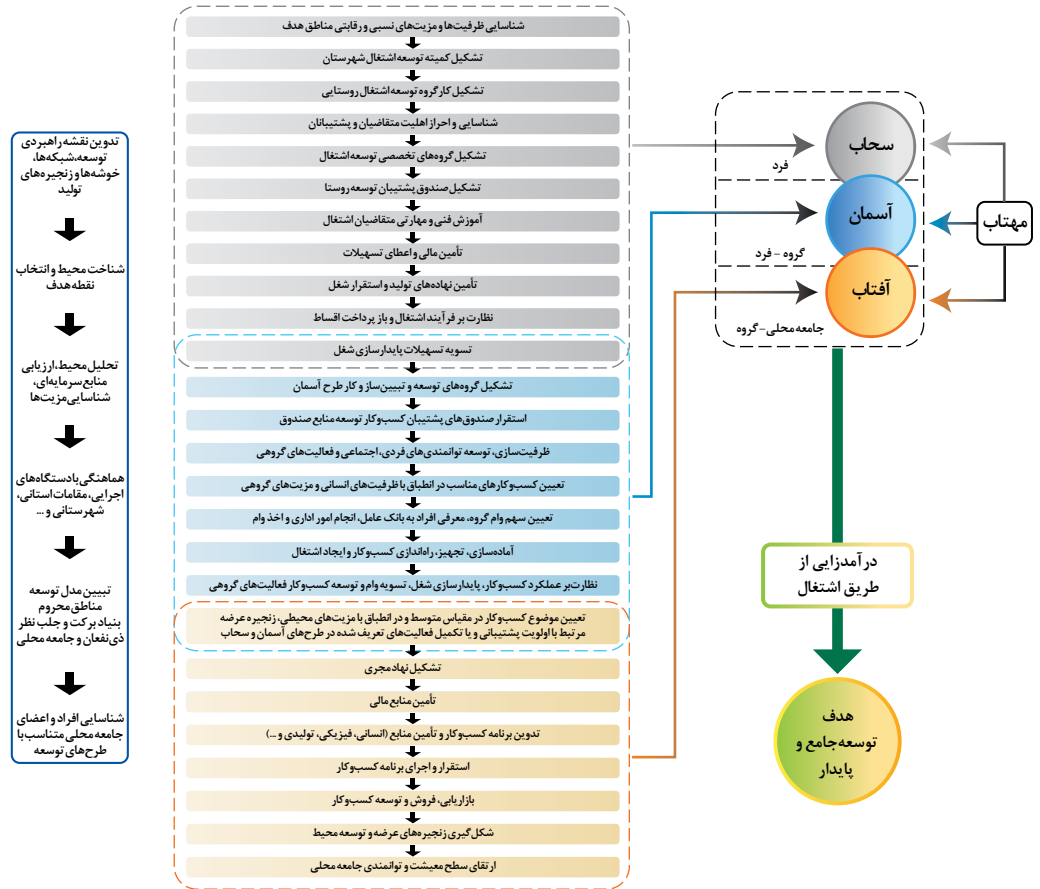 سحاب
فرد
آسمان
گروه - فرد
آفتاب
جامعه محلی-گروه
مهتاب
درآمدزایی از
طریق اشتغال
هدف
توسعه جامع و
پایدار
شناسایی ظرفیت‌ها و مزیت‌های نسبی و رقابتی مناطق هدف
تشکیل کمیته توسعه اشتغال شهرستان
تشکیل کارگروه توسعه اشتغال روستایی
شناسایی و احراز اهلیت متقاضیان و پشتیبانان
تشکیل گروه‌های تخصصی توسعه اشتغال
تشکیل صندوق پشتیبان توسعه روستا
آموزش فنی و مهارتی متقاضیان اشتغال
تأمین مالی و اعطای تسهیلات
تأمین نهاده‌های تولید و استقرار شغل
نظارت بر فرآیند اشتغال و باز پرداخت اقساط
تسویه تسهیلات پایدارسازی شغل
تشکیل گروه‌های توسعه و تبیین‌ساز و کار طرح آسمان
استقرار صندوق‌های پشتیبان کسب‌وکار توسعه منابع صندوق
ظرفیت‌سازی، توسعه توانمندی‌های فردی، اجتماعی و فعالیت‌های گروهی
تعیین کسب‌وکارهای مناسب در انطباق با ظرفیت‌های انسانی و مزیت‌های گروهی
تعیین سهم وام گروه، معرفی افراد به بانک عامل، انجام امور اداری و اخذ وام
آماده‌سازی، تجهیز، راه‌اندازی کسب‌وکار و ایجاد اشتغال
نظارت‌بر عملکرد کسب‌وکار، پایدارسازی شغل، تسویه وام و توسعه کسب‌وکار فعالیت‌های گروهی
تعیین موضوع کسب‌وکار در مقیاس متوسط و در انطباق با مزیت‌های محیطی، زنجیره عرضه
مرتبط با اولویت پشتیبانی و یا تکمیل فعالیت‌های تعریف شده در طرح‌های آسمان و سحاب
تشکیل نهاد مجری
تأمین منابع مالی
تدوین برنامه کسب‌وکار و تأمین منابع (انسانی، فیزیکی، تولیدی و ...)
استقرار و اجرای برنامه کسب‌وکار
بازاریابی، فروش و توسعه کسب‌وکار
شکل‌گیری زنجیره‌های عرضه و توسعه محیط
ارتقای سطح معیشت و توانمندی جامعه محلی
تدوین نقشه راهبردی
توسعه، شبکه‌ها،
خوشه‌ها و زنجیره‌های
تولید
شناخت محیط و انتخاب
نقطه هدف
تحلیل محیط، ارزیابی
منابع سرمایه‌ای،
شناسایی مزیت‌ها
هماهنگی با دستگاه‌های
اجرایی، مقامات استانی،
شهرستانی و ...
تبیین مدل توسعه
مناطق محروم
بنیاد برکت و جلب نظر
ذی‌نفعان و جامعه محلی
شناسایی افراد و اعضای
جامعه محلی متناسب با
طرح‌های توسعه